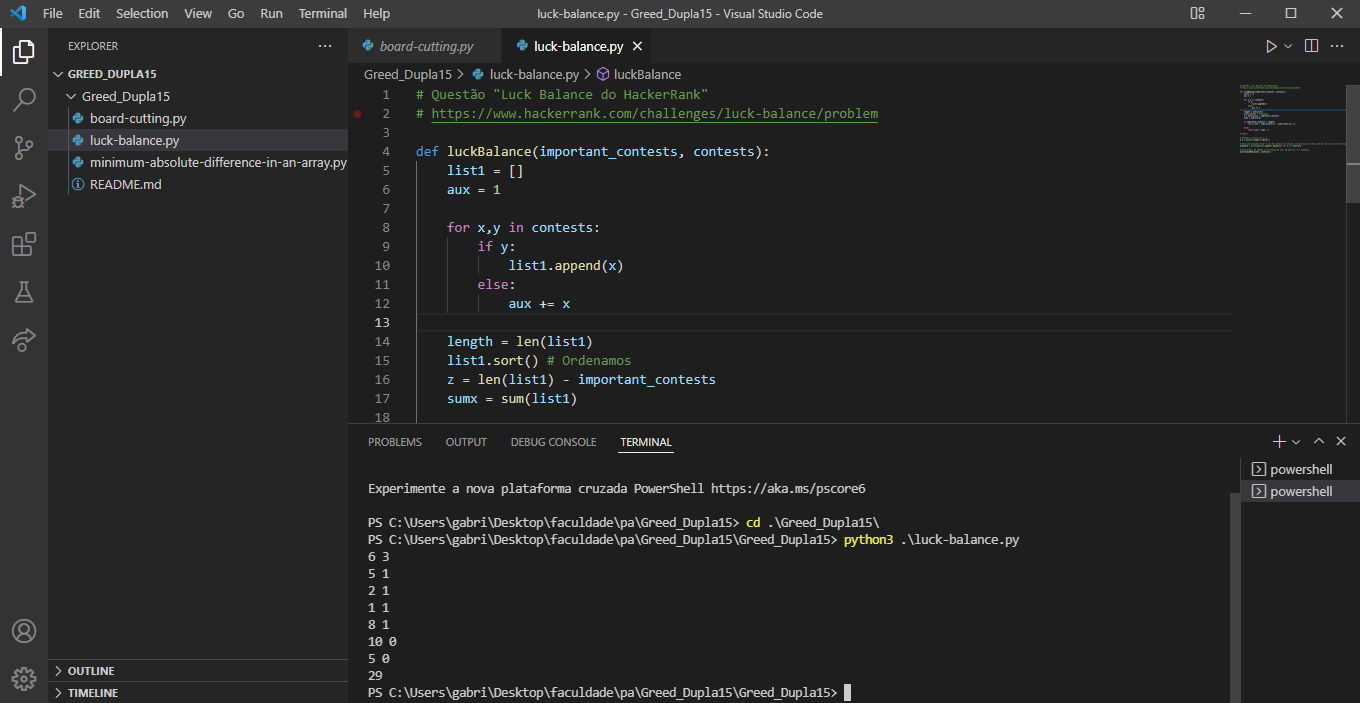 File Edit Selection View Go Run Terminal Help luck-balance.py - Greed_Dupla15 - Visual Studio Code
EXPLORER
GREED_DUPLA15
Greed_Dupla15
board-cutting.py
luck-balance.py
minimum-absolute-difference-in-an-array.py
README.md
OUTLINE
TIMELINE
board-cutting.py luck-balance.py
Greed_Dupla15 > luck-balance.py > luckBalance
1 # Questão "Luck Balance do HackerRank"
2 # https://www.hackerrank.com/challenges/luck-balance/problem
3
4 def luckBalance(important_contests, contests):
5 list1 = []
6 aux = 1
7
8 for x,y in contests:
9 if y:
10 list1.append(x)
11 else:
12 aux += x
13
14 length = len(list1)
15 list1.sort() # Ordenamos
16 z = len(list1) - important_contests
17 sumx = sum(list1)
18
PROBLEMS OUTPUT DEBUG CONSOLE TERMINAL
Experimente a nova plataforma cruzada PowerShell https://aka.ms/pscore6
PS C:\Users\gabri\Desktop\faculdade\pa\Greed_Dupla15> cd .\Greed_Dupla15\
PS C:\Users\gabri\Desktop\faculdade\pa\Greed_Dupla15\Greed_Dupla15> python3 .\luck-balance.py
6 3
5 1
2 1
1 1
8 1
10 0
5 0
29
PS C:\Users\gabri\Desktop\faculdade\pa\Greed_Dupla15\Greed_Dupla15>
powershell
powershell